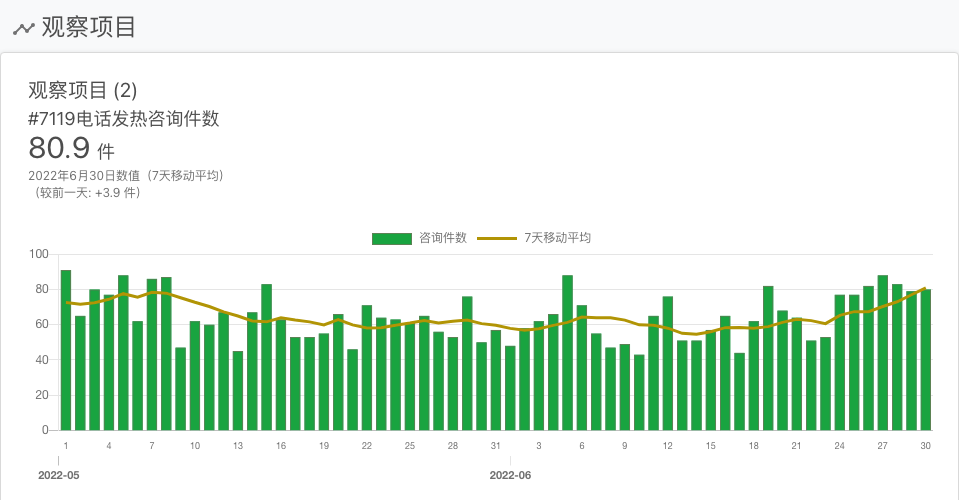 观察项目
观察项目 (2)
#7119电话发热咨询件数
80.9 件
2022年6月30日数值（7天移动平均）
（较前一天: +3.9 件）
咨询件数 7天移动平均
100
80
60
40
20
0
1 4 7 10 13 16 19 22 25 28 31 3 6 9 12 15 18 21 24 27 30
2022-05 2022-06